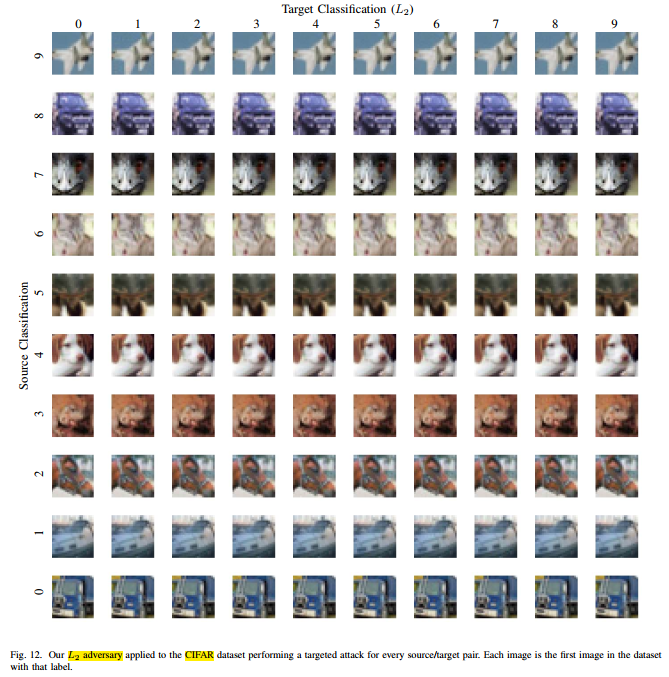 Target Classification (L₂)
0 1 2 3 4 5 6 7 8 9
Source Classification
9
8
7
6
5
4
3
2
1
0
Fig. 12. Our L₂ adversary applied to the CIFAR dataset performing a targeted attack for every source/target pair. Each image is the first image in the dataset
with that label.